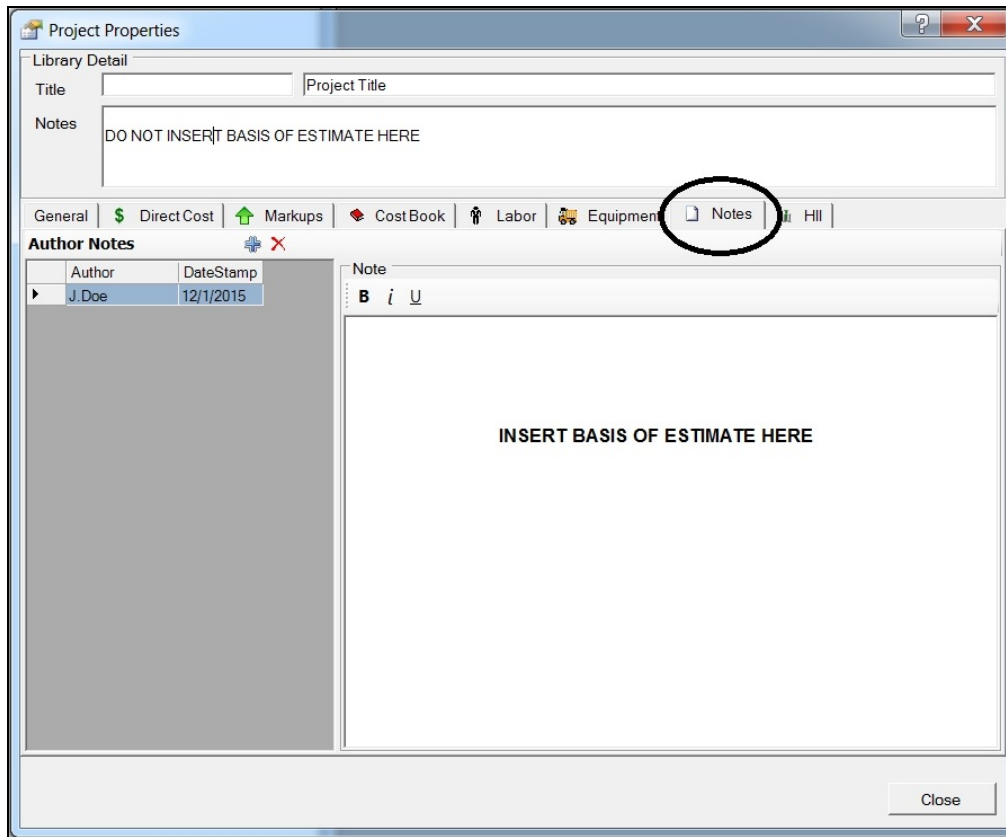 Project Properties
Library Detail
Title Project Title
Notes
DO NOT INSERT BASIS OF ESTIMATE HERE
General $ Direct Cost Markups Cost Book Labor Equipment Notes HII
Author Notes
Author DateStamp
J.Doe 12/1/2015
Note
B i U
INSERT BASIS OF ESTIMATE HERE
Close